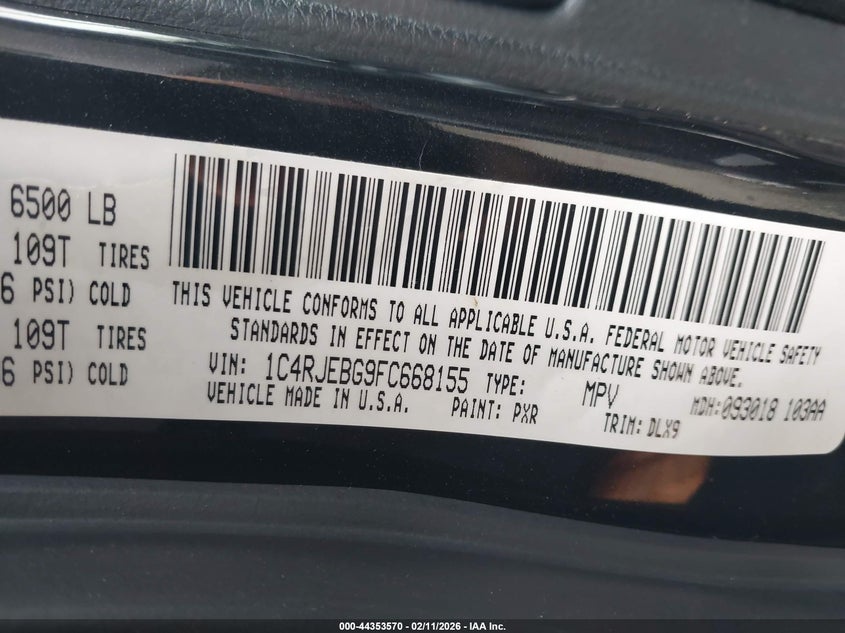 6500 LB
109T TIRES
6 PSI) COLD
109T TIRES
6 PSI) COLD
THIS VEHICLE CONFORMS TO ALL APPLICABLE U.S.A. FEDERAL MOTOR VEHICLE SAFETY
STANDARDS IN EFFECT ON THE DATE OF MANUFACTURE SHOWN ABOVE.
VIN: 1C4RJEBG9FC668155 TYPE: MPV MDH:093018 103AA
VEHICLE MADE IN U.S.A. PAINT: PXR TRIM: DLX9
000-44353570 - 02/11/2026 - IAA Inc.